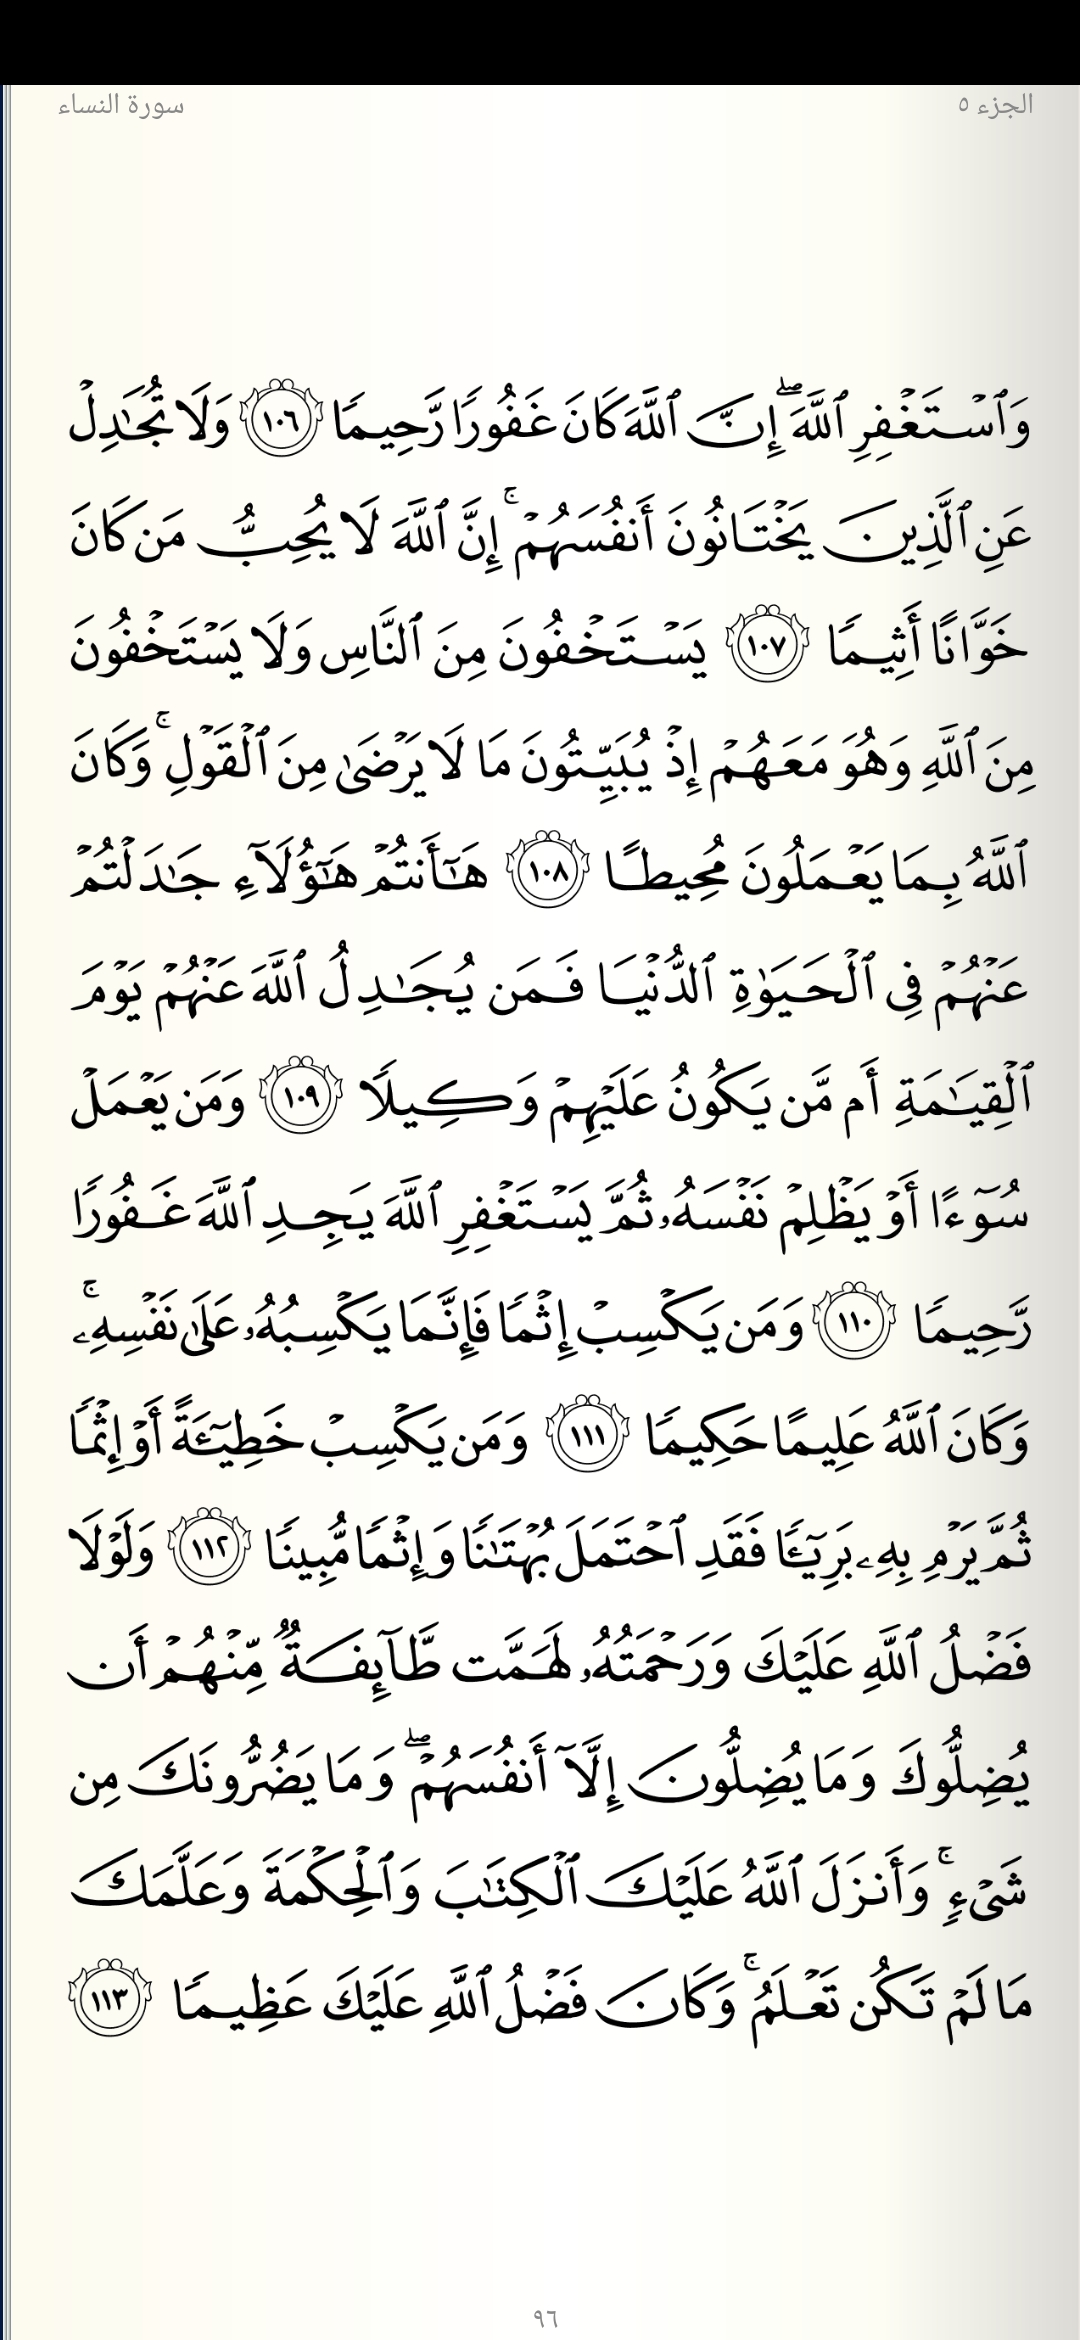 الجزء ٥
سورة النساء
وَٱسۡتَغۡفِرِ ٱللَّهَۖ إِنَّ ٱللَّهَ كَانَ غَفُورٗا رَّحِيمٗا ١٠٦ وَلَا تُجَٰدِلۡ
عَنِ ٱلَّذِينَ يَخۡتَانُونَ أَنفُسَهُمۡۚ إِنَّ ٱللَّهَ لَا يُحِبُّ مَن كَانَ
خَوَّانًا أَثِيمٗا ١٠٧ يَسۡتَخۡفُونَ مِنَ ٱلنَّاسِ وَلَا يَسۡتَخۡفُونَ
مِنَ ٱللَّهِ وَهُوَ مَعَهُمۡ إِذۡ يُبَيِّتُونَ مَا لَا يَرۡضَىٰ مِنَ ٱلۡقَوۡلِۚ وَكَانَ
ٱللَّهُ بِمَا يَعۡمَلُونَ مُحِيطًا ١٠٨ هَٰٓأَنتُمۡ هَٰٓؤُلَآءِ جَٰدَلۡتُمۡ
عَنۡهُمۡ فِي ٱلۡحَيَوٰةِ ٱلدُّنۡيَا فَمَن يُجَٰدِلُ ٱللَّهَ عَنۡهُمۡ يَوۡمَ
ٱلۡقِيَٰمَةِ أَم مَّن يَكُونُ عَلَيۡهِمۡ وَكِيلٗا ١٠٩ وَمَن يَعۡمَلۡ
سُوٓءًا أَوۡ يَظۡلِمۡ نَفۡسَهُۥ ثُمَّ يَسۡتَغۡفِرِ ٱللَّهَ يَجِدِ ٱللَّهَ غَفُورٗا
رَّحِيمٗا ١١٠ وَمَن يَكۡسِبۡ إِثۡمٗا فَإِنَّمَا يَكۡسِبُهُۥ عَلَىٰ نَفۡسِهِۦۚ
وَكَانَ ٱللَّهُ عَلِيمًا حَكِيمٗا ١١١ وَمَن يَكۡسِبۡ خَطِيٓـَٔةً أَوۡ إِثۡمٗا
ثُمَّ يَرۡمِ بِهِۦ بَرِيٓـٔٗا فَقَدِ ٱحۡتَمَلَ بُهۡتَٰنٗا وَإِثۡمٗا مُّبِينٗا ١١٢ وَلَوۡلَا
فَضۡلُ ٱللَّهِ عَلَيۡكَ وَرَحۡمَتُهُۥ لَهَمَّت طَّآئِفَةٞ مِّنۡهُمۡ أَن
يُضِلُّوكَ وَمَا يُضِلُّونَ إِلَّآ أَنفُسَهُمۡۖ وَمَا يَضُرُّونَكَ مِن
شَيۡءٖۚ وَأَنزَلَ ٱللَّهُ عَلَيۡكَ ٱلۡكِتَٰبَ وَٱلۡحِكۡمَةَ وَعَلَّمَكَ
مَا لَمۡ تَكُن تَعۡلَمُۚ وَكَانَ فَضۡلُ ٱللَّهِ عَلَيۡكَ عَظِيمٗا ١١٣
٩٦